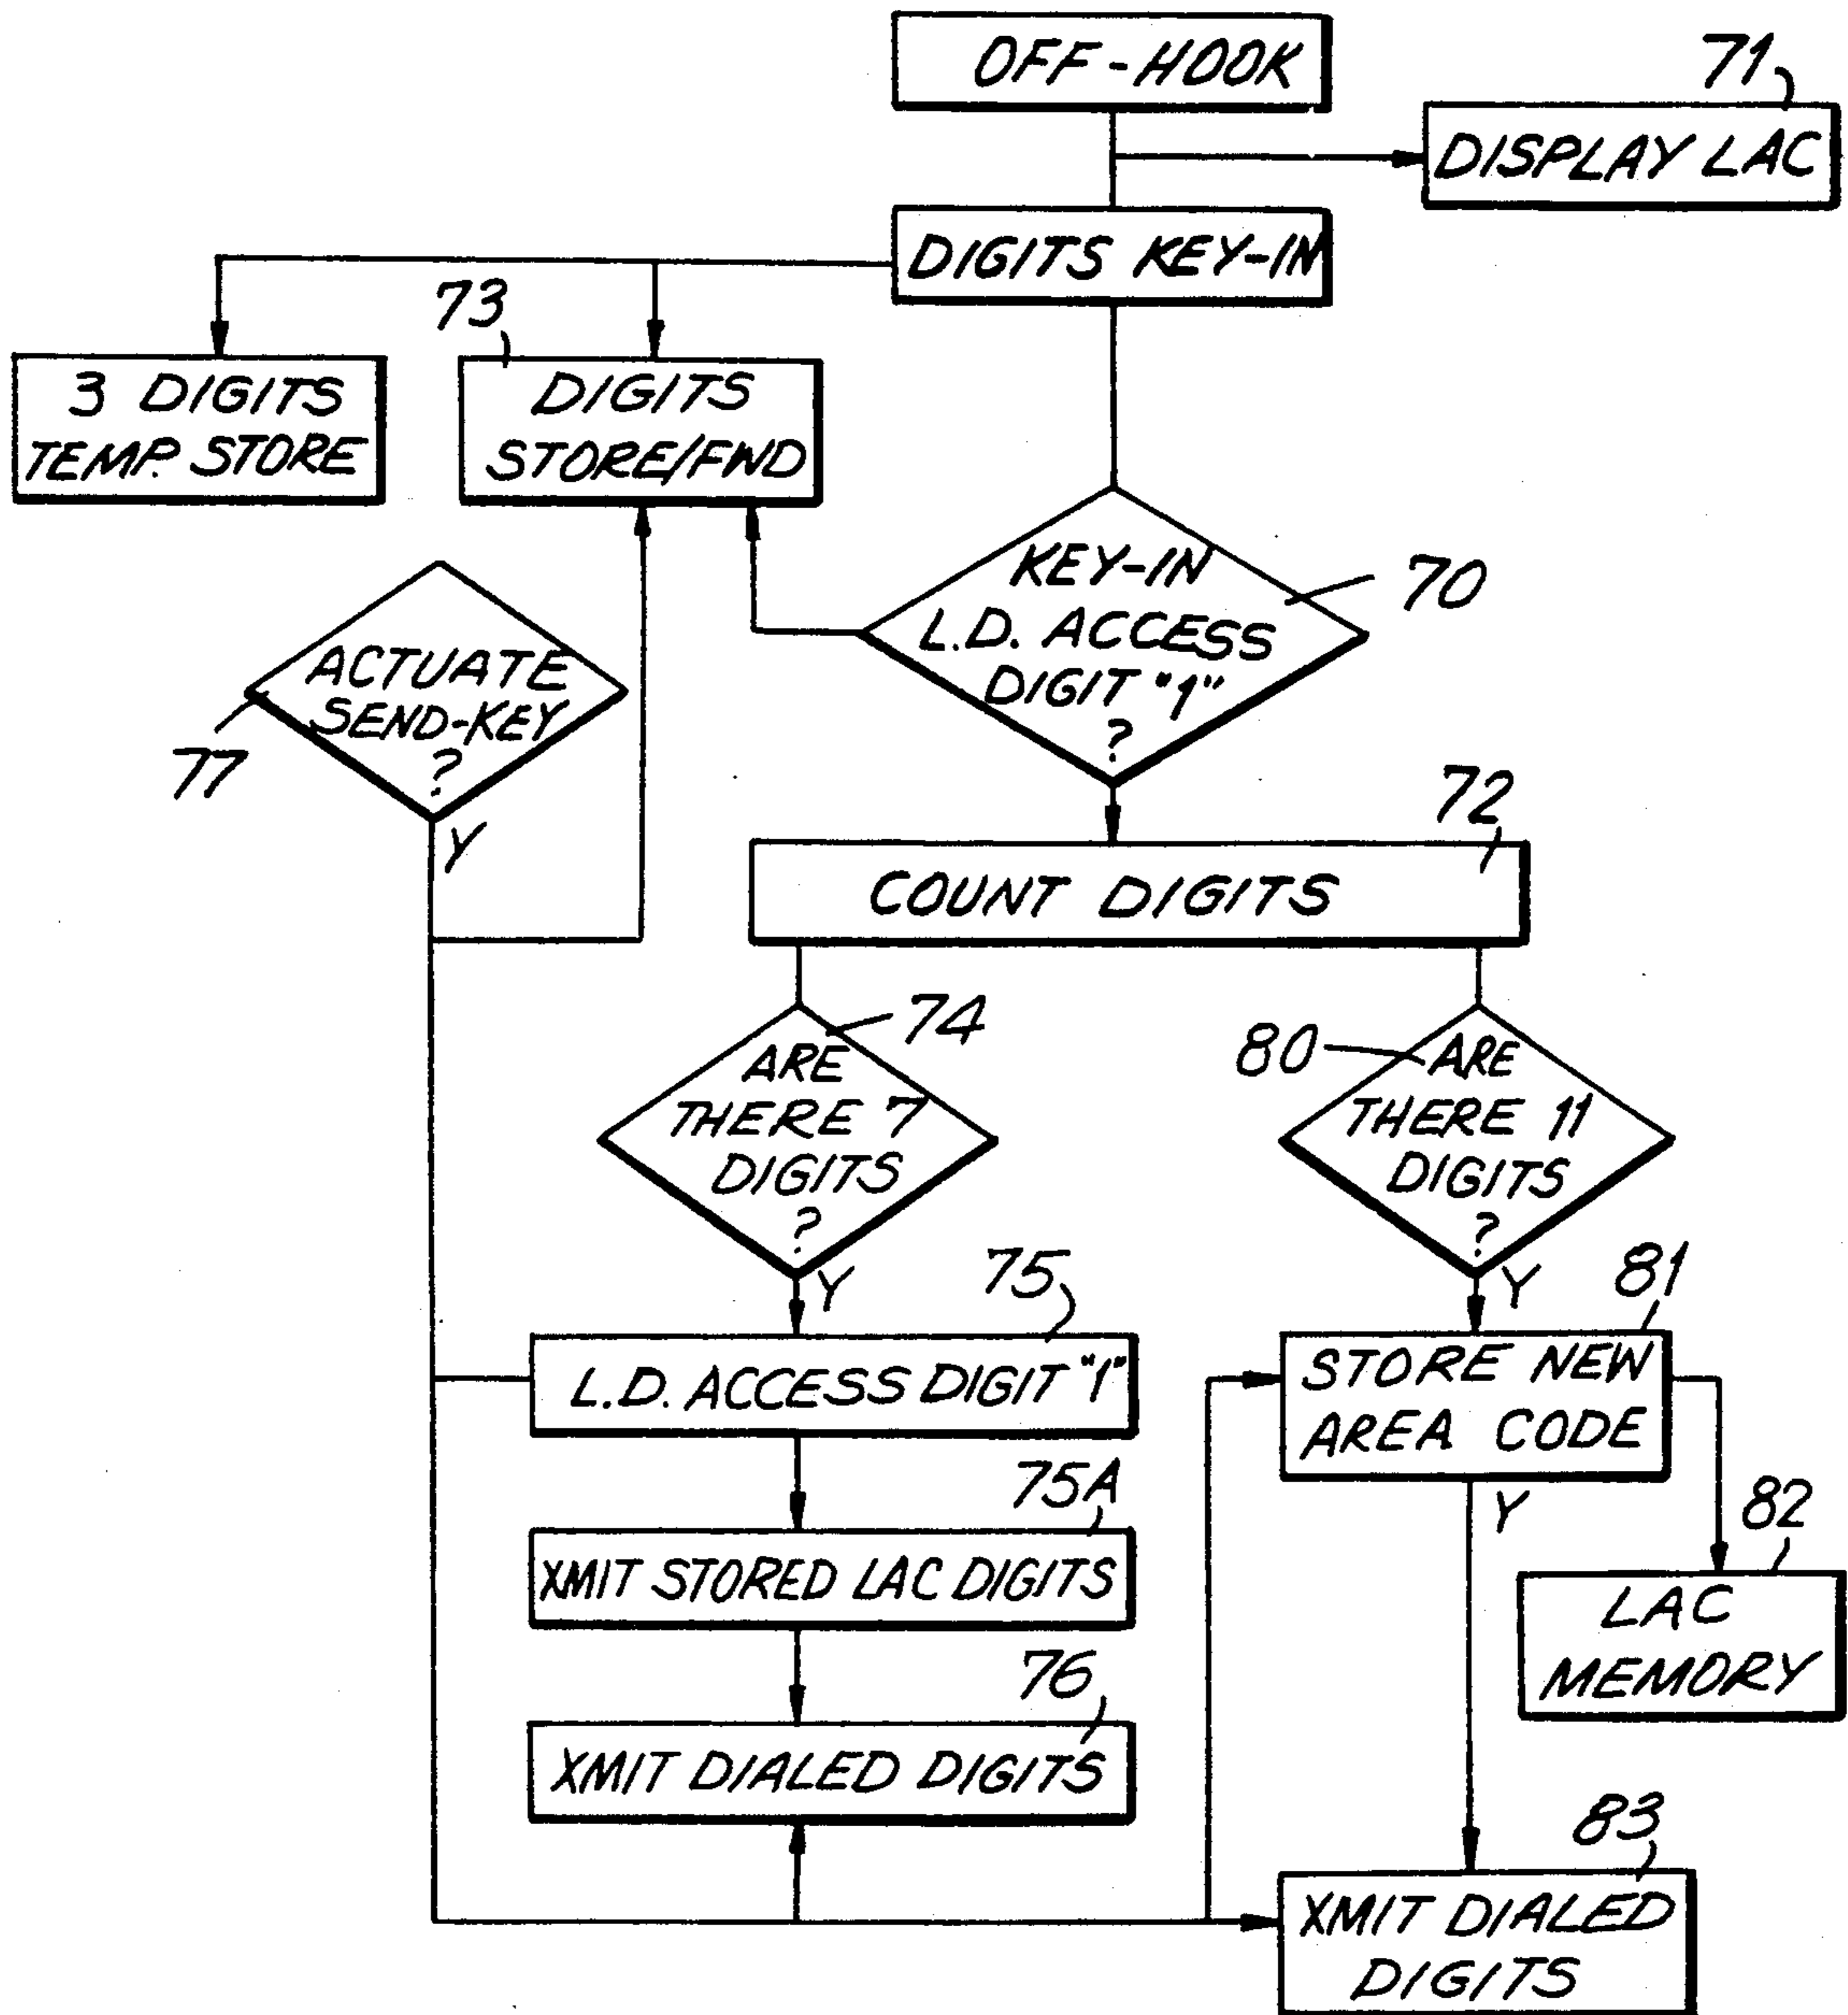 OFF-HOOK
71
DISPLAY LAC
DIGITS KEY-IN
73
3 DIGITS
TEMP. STORE
DIGITS
STORE/FWD
KEY-IN
L.D. ACCESS
DIGIT "1"
?
70
ACTUATE
SEND-KEY
?
77
Y
72
COUNT DIGITS
74
ARE
THERE 7
DIGITS
?
Y
80
ARE
THERE 11
DIGITS
?
Y
75
L.D. ACCESS DIGIT "1"
81
STORE NEW
AREA CODE
Y
75A
XMIT STORED LAC DIGITS
82
LAC
MEMORY
76
XMIT DIALED DIGITS
83
XMIT DIALED
DIGITS